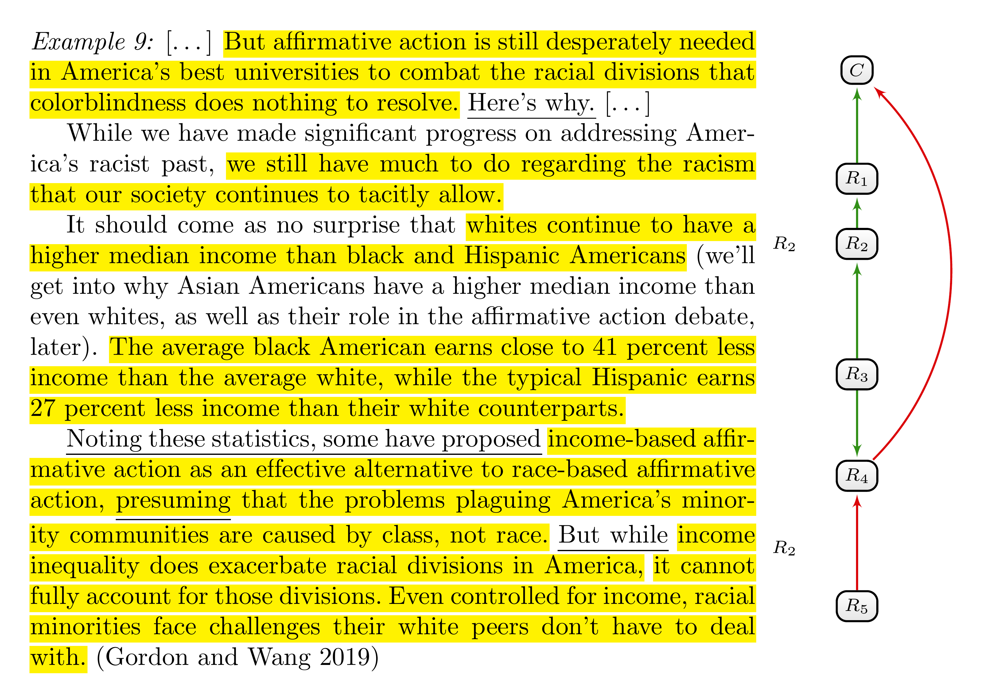 Example 9: [...] But affirmative action is still desperately needed
in America's best universities to combat the racial divisions that
colorblindness does nothing to resolve. Here's why. [...]
While we have made significant progress on addressing Amer-
ica's racist past, we still have much to do regarding the racism
that our society continues to tacitly allow.
It should come as no surprise that whites continue to have a
higher median income than black and Hispanic Americans (we'll
get into why Asian Americans have a higher median income than
even whites, as well as their role in the affirmative action debate,
later). The average black American earns close to 41 percent less
income than the average white, while the typical Hispanic earns
27 percent less income than their white counterparts.
Noting these statistics, some have proposed income-based affir-
mative action as an effective alternative to race-based affirmative
action, presuming that the problems plaguing America's minor-
ity communities are caused by class, not race. But while income
inequality does exacerbate racial divisions in America, it cannot
fully account for those divisions. Even controlled for income, racial
minorities face challenges their white peers don't have to deal
with. (Gordon and Wang 2019)
R2
R2
C
R1
R2
R3
R4
R5